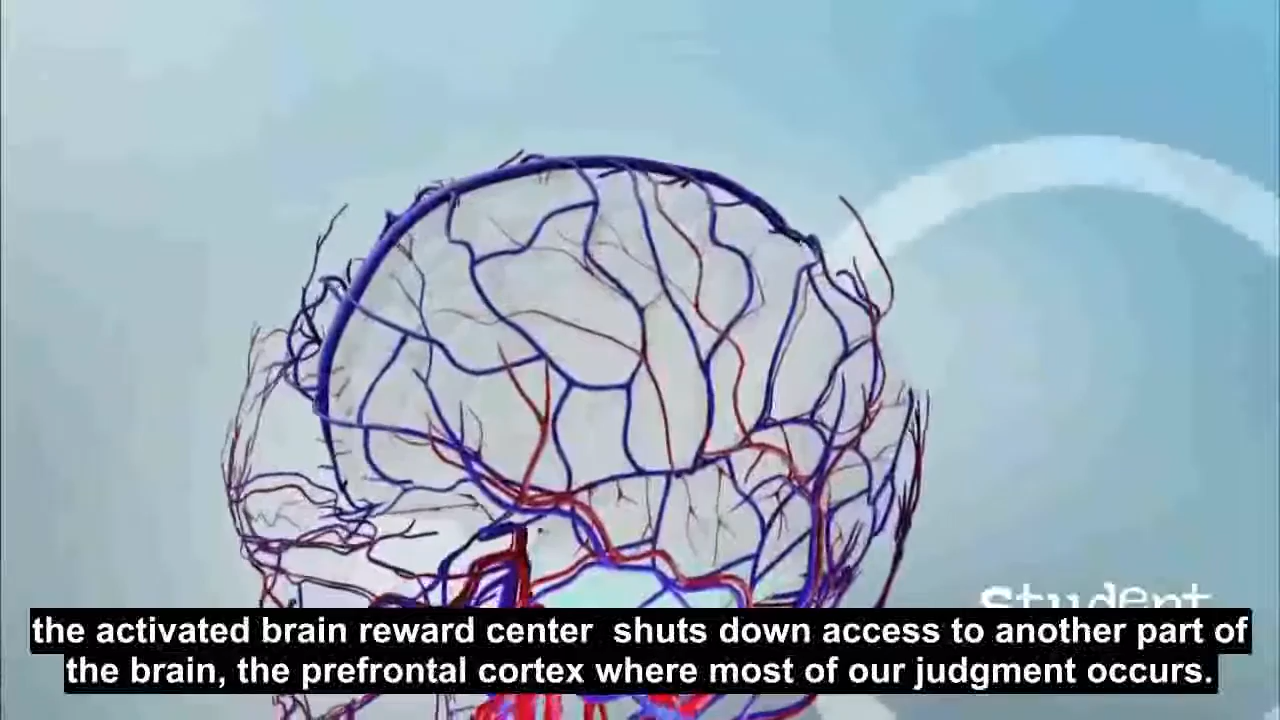 student
the activated brain reward center  shuts down access to another part of
the brain, the prefrontal cortex where most of our judgment occurs.